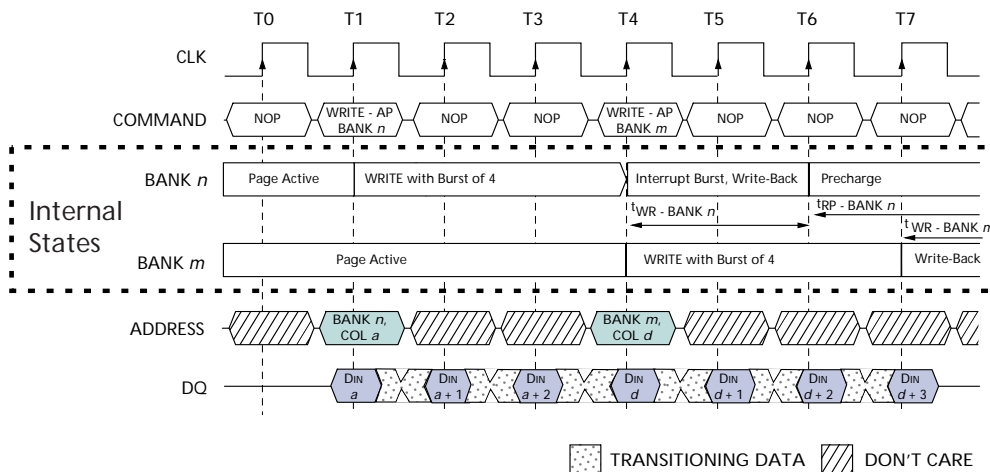 T0 T1 T2 T3 T4 T5 T6 T7
CLK
COMMAND NOP WRITE - AP BANK n NOP NOP WRITE - AP BANK m NOP NOP NOP
BANK n Page Active WRITE with Burst of 4 Interrupt Burst, Write-Back Precharge
Internal States
tWR - BANK n tRP - BANK n
tWR - BANK m
BANK m Page Active WRITE with Burst of 4 Write-Back
ADDRESS BANK n, COL a BANK m, COL d
DQ DIN a DIN a + 1 DIN a + 2 DIN d DIN d + 1 DIN d + 2 DIN d + 3
TRANSITIONING DATA DON'T CARE